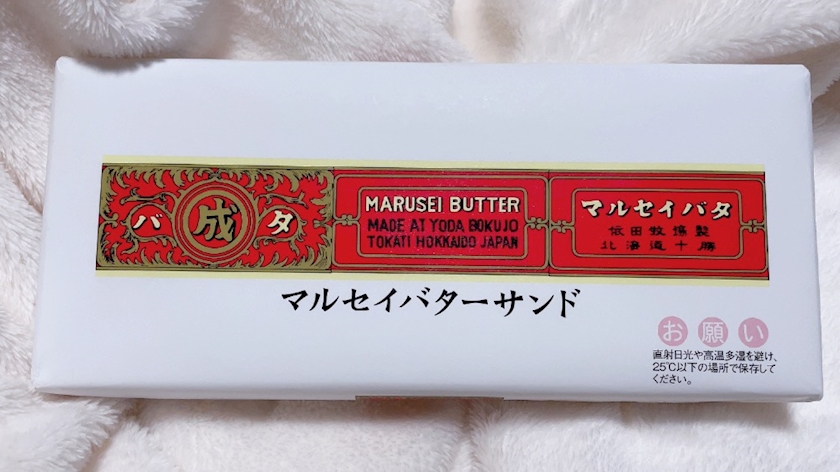 バ 成 タ
MARUSEI BUTTER
MADE AT YODA BOKUJO
TOKATI HOKKAIDO JAPAN
マルセイバタ
依田牧場製
北海道十勝
マルセイバターサンド
お願い
直射日光や高温多湿を避け、
25℃以下の場所で保存して
ください。